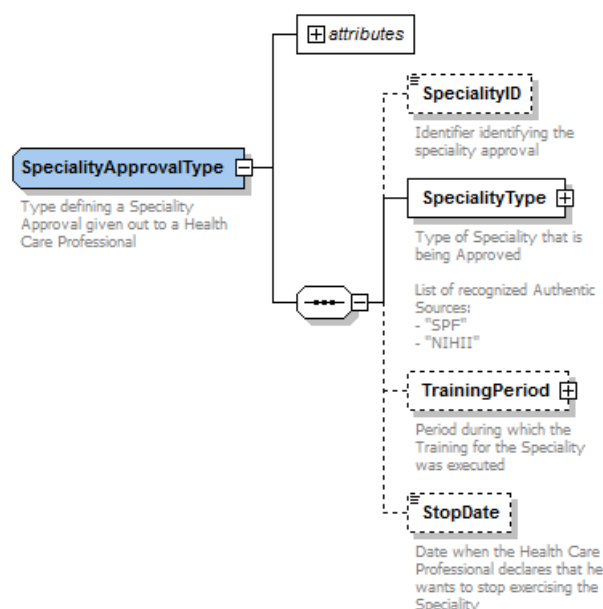 attributes
SpecialityID
Identifier identifying the
speciality approval
SpecialityApprovalType
Type defining a Speciality
Approval given out to a Health
Care Professional
SpecialityType
Type of Speciality that is
being Approved
List of recognized Authentic
Sources:
- "SPF"
- "NIHII"
TrainingPeriod
Period during which the
Training for the Speciality
was executed
StopDate
Date when the Health Care
Professional declares that he
wants to stop exercising the
Speciality